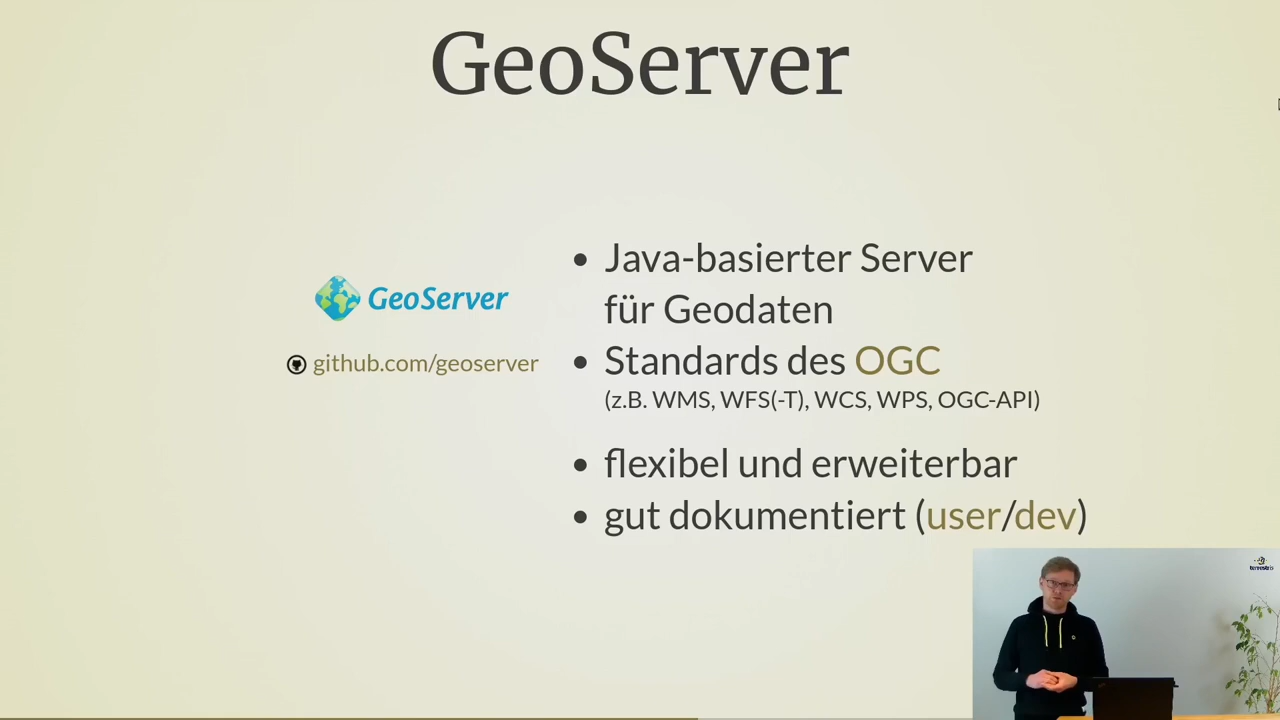 GeoServer
GeoServer
github.com/geoserver
• Java-basierter Server
für Geodaten
• Standards des OGC
(z.B. WMS, WFS(-T), WCS, WPS, OGC-API)
• flexibel und erweiterbar
• gut dokumentiert (user/dev)
terrestris